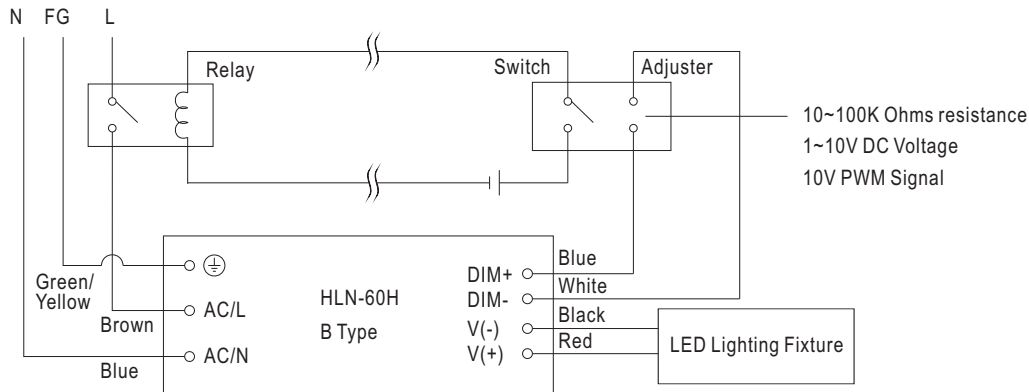 N FG L
Relay
Switch
Adjuster
10~100K Ohms resistance
1~10V DC Voltage
10V PWM Signal
Green/
Yellow
Brown
Blue
AC/L
AC/N
HLN-60H
B Type
DIM+
DIM-
V(-)
V(+)
Blue
White
Black
Red
LED Lighting Fixture